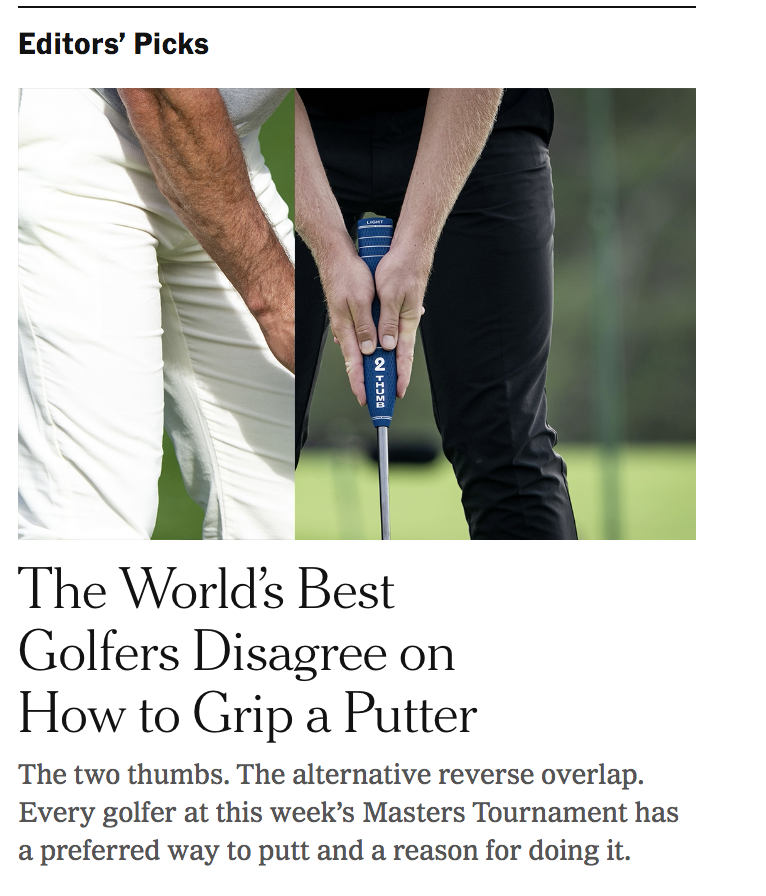 Editors’ Picks
LIGHT
2
THUMB
The World’s Best
Golfers Disagree on
How to Grip a Putter
The two thumbs. The alternative reverse overlap.
Every golfer at this week’s Masters Tournament has
a preferred way to putt and a reason for doing it.